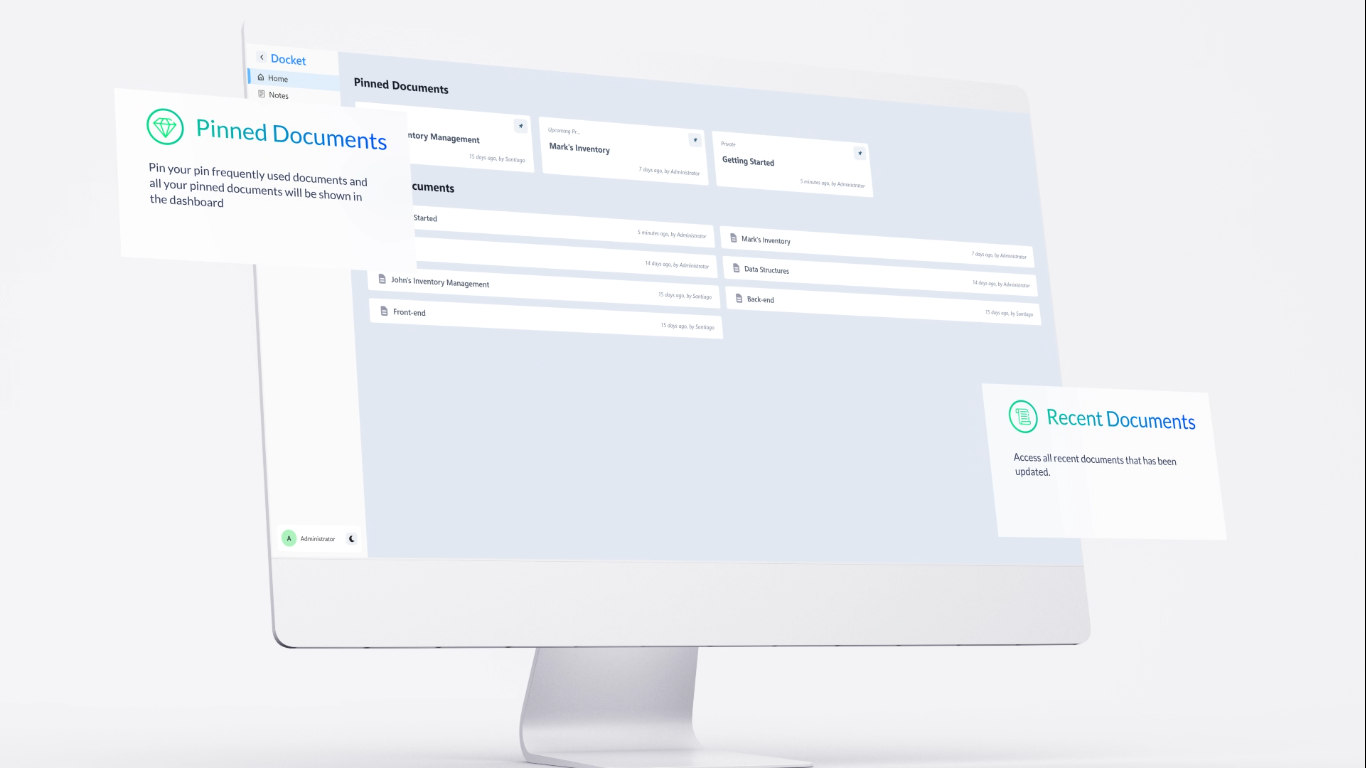 Docket
Home
Notes
Pinned Documents
Pin your pin frequently used documents and
all your pinned documents will be shown in
the dashboard
Pinned Documents
ntory Management
15 days ago, by Santiago
Upcoming Pr...
Mark's Inventory
7 days ago, by Administrator
Private
Getting Started
5 minutes ago, by Administrator
cuments
Started
5 minutes ago, by Administrator
Mark's Inventory
7 days ago, by Administrator
14 days ago, by Administrator
Data Structures
14 days ago, by Administrator
John's Inventory Management
15 days ago, by Santiago
Back-end
15 days ago, by Santiago
Front-end
15 days ago, by Santiago
Recent Documents
Access all recent documents that has been
updated.
A Administrator